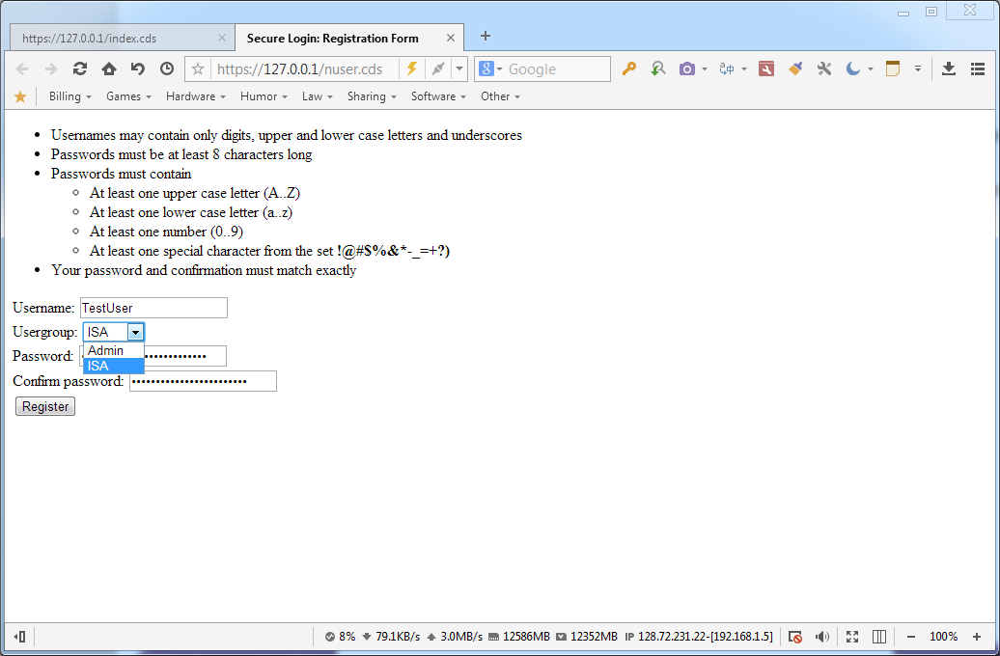 https://127.0.0.1/index.cds
Secure Login: Registration Form
https://127.0.0.1/nuser.cds
8
Google
Billing Games Hardware Humor Law Sharing Software Other
Usernames may contain only digits, upper and lower case letters and underscores
Passwords must be at least 8 characters long
Passwords must contain
At least one upper case letter (A..Z)
At least one lower case letter (a..z)
At least one number (0..9)
At least one special character from the set !@#$%&*-_=+?)
Your password and confirmation must match exactly
Username: TestUser
Usergroup: ISA
Admin
ISA
Password:
Confirm password:
Register
8% 79.1KB/s 3.0MB/s 12586MB 12352MB IP 128.72.231.22-[192.168.1.5] 100%